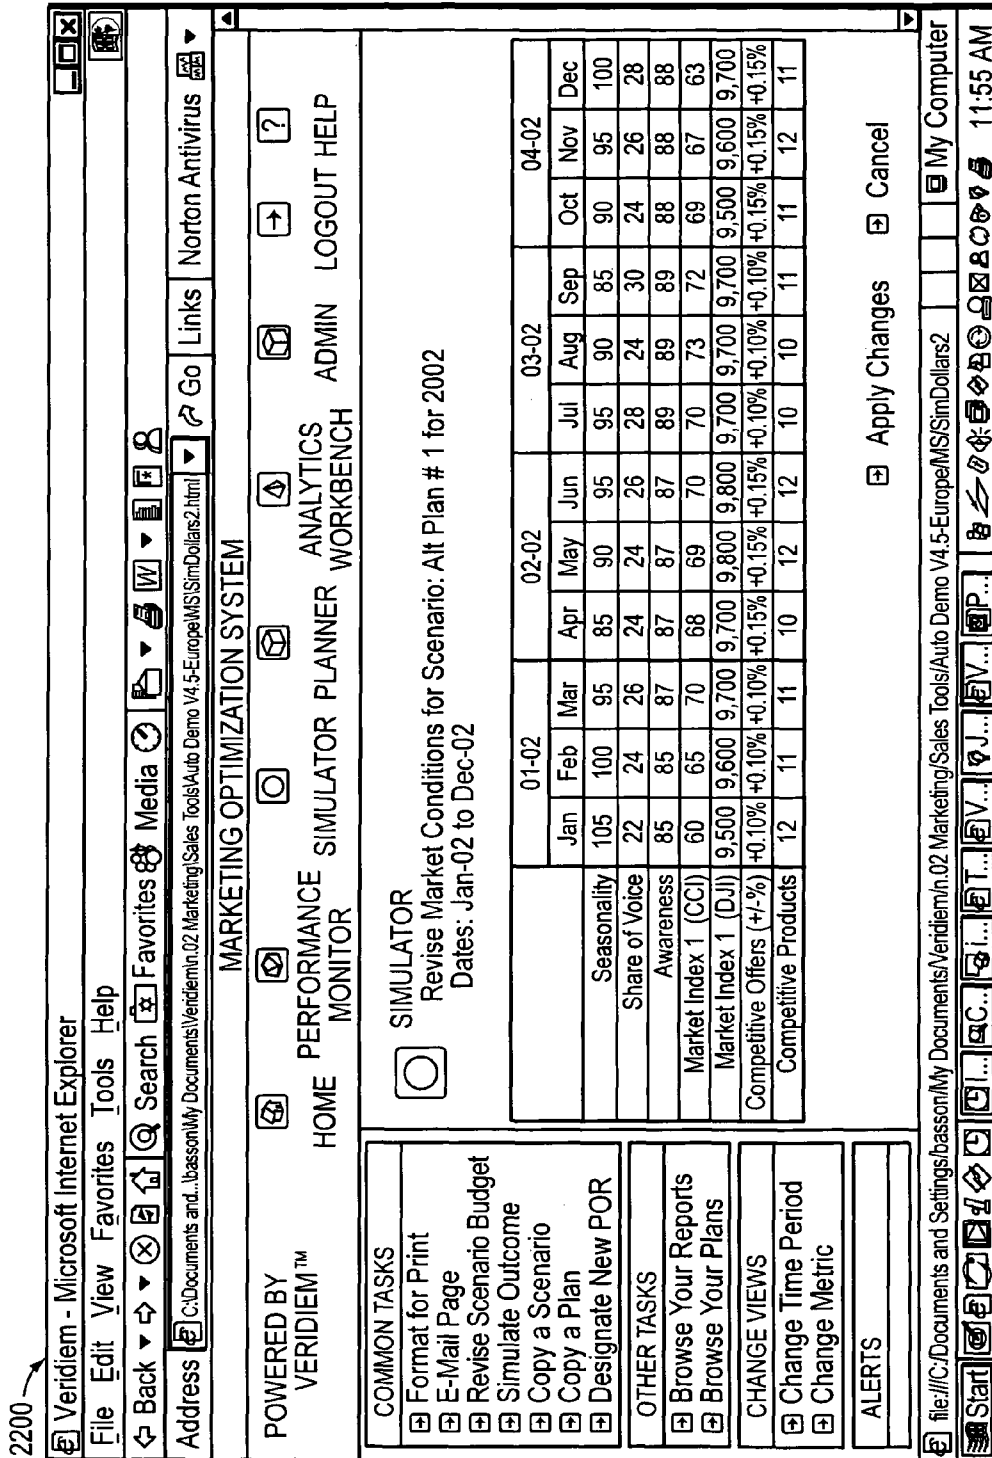 2200
Veridiem - Microsoft Internet Explorer
File Edit View Favorites Tools Help
Back Search Favorites Media
Address C:\Documents and...\basson\My Documents\Veridiem\n.02 Marketing\Sales Tools\Auto Demo V4.5-Europe\MS\SimDollars2.html Go Links Norton Antivirus
MARKETING OPTIMIZATION SYSTEM
POWERED BY
VERIDIEM™
HOME
PERFORMANCE
MONITOR
SIMULATOR
PLANNER
ANALYTICS
WORKBENCH
ADMIN
LOGOUT
HELP
COMMON TASKS
Format for Print
E-Mail Page
Revise Scenario Budget
Simulate Outcome
Copy a Scenario
Copy a Plan
Designate New POR
OTHER TASKS
Browse Your Reports
Browse Your Plans
CHANGE VIEWS
Change Time Period
Change Metric
ALERTS
SIMULATOR
Revise Market Conditions for Scenario: Alt Plan # 1 for 2002
Dates: Jan-02 to Dec-02
01-02 02-02 03-02 04-02
Jan Feb Mar Apr May Jun Jul Aug Sep Oct Nov Dec
Seasonality 105 100 95 85 90 95 95 90 85 90 95 100
Share of Voice 22 24 26 24 24 26 28 24 30 24 26 28
Awareness 85 85 87 87 87 87 89 89 89 88 88 88
Market Index 1 (CCI) 60 65 70 68 69 70 70 73 72 69 67 63
Market Index 1 (DJI) 9,500 9,600 9,700 9,700 9,800 9,800 9,700 9,700 9,700 9,500 9,600 9,700
Competitive Offers (+/-%) +0.10% +0.10% +0.10% +0.15% +0.15% +0.15% +0.10% +0.10% +0.10% +0.15% +0.15% +0.15%
Competitive Products 12 11 11 10 12 12 10 10 11 11 12 11
Apply Changes Cancel
file:///C:/Documents and Settings/basson/My Documents/Veridiem/n.02 Marketing/Sales Tools/Auto Demo V4.5-Europe/MS/SimDollars2 My Computer
Start I... C... i... T... V... J... V... P... 11:55 AM